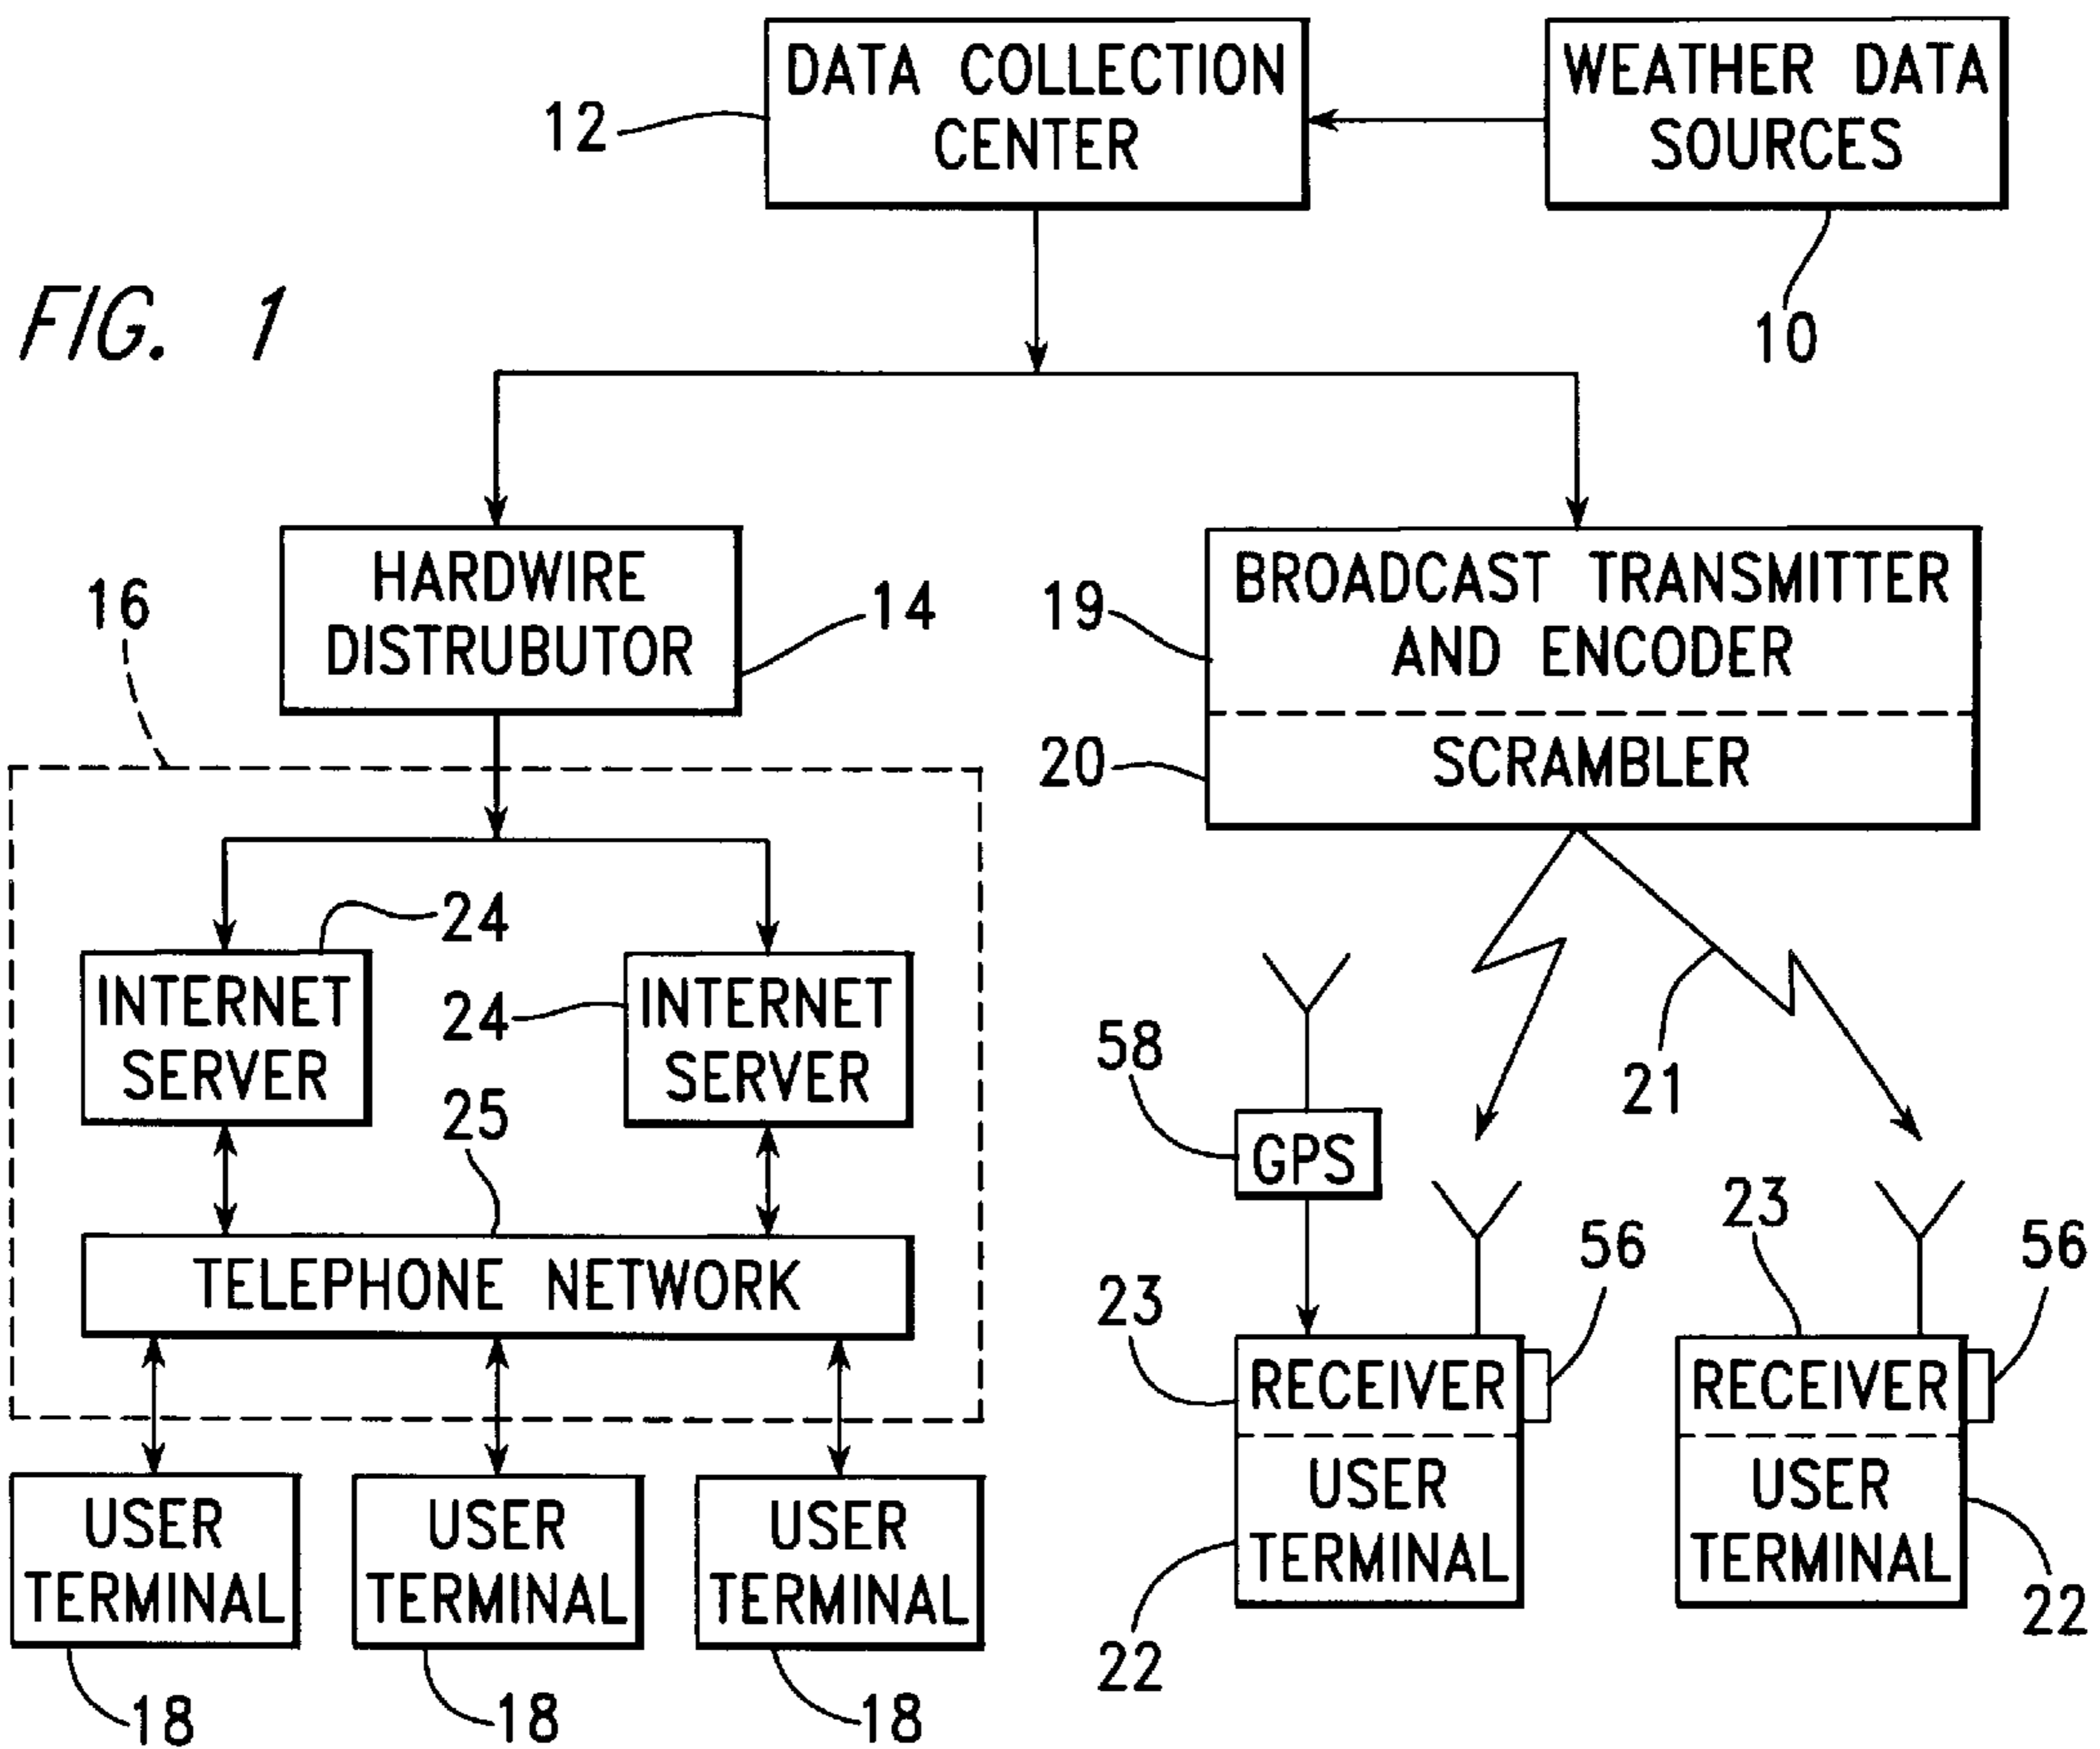 DATA COLLECTION
CENTER
WEATHER DATA
SOURCES
12
10
FIG. 1
HARDWIRE
DISTRUBUTOR
16
14
BROADCAST TRANSMITTER
AND ENCODER
SCRAMBLER
19
20
24
INTERNET
SERVER
24
INTERNET
SERVER
25
TELEPHONE NETWORK
USER
TERMINAL
USER
TERMINAL
USER
TERMINAL
18
18
18
21
58
GPS
23
RECEIVER
USER
TERMINAL
56
22
23
RECEIVER
USER
TERMINAL
56
22